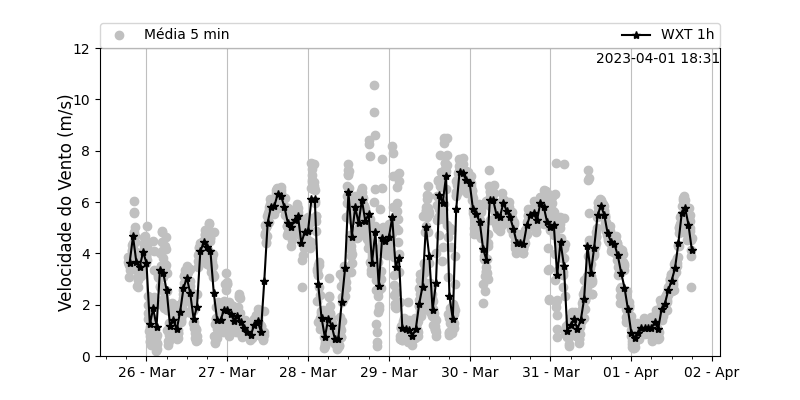 Média 5 min
WXT 1h
2023-04-01 18:31
Velocidade do Vento (m/s)
12
10
8
6
4
2
0
26 - Mar
27 - Mar
28 - Mar
29 - Mar
30 - Mar
31 - Mar
01 - Apr
02 - Apr